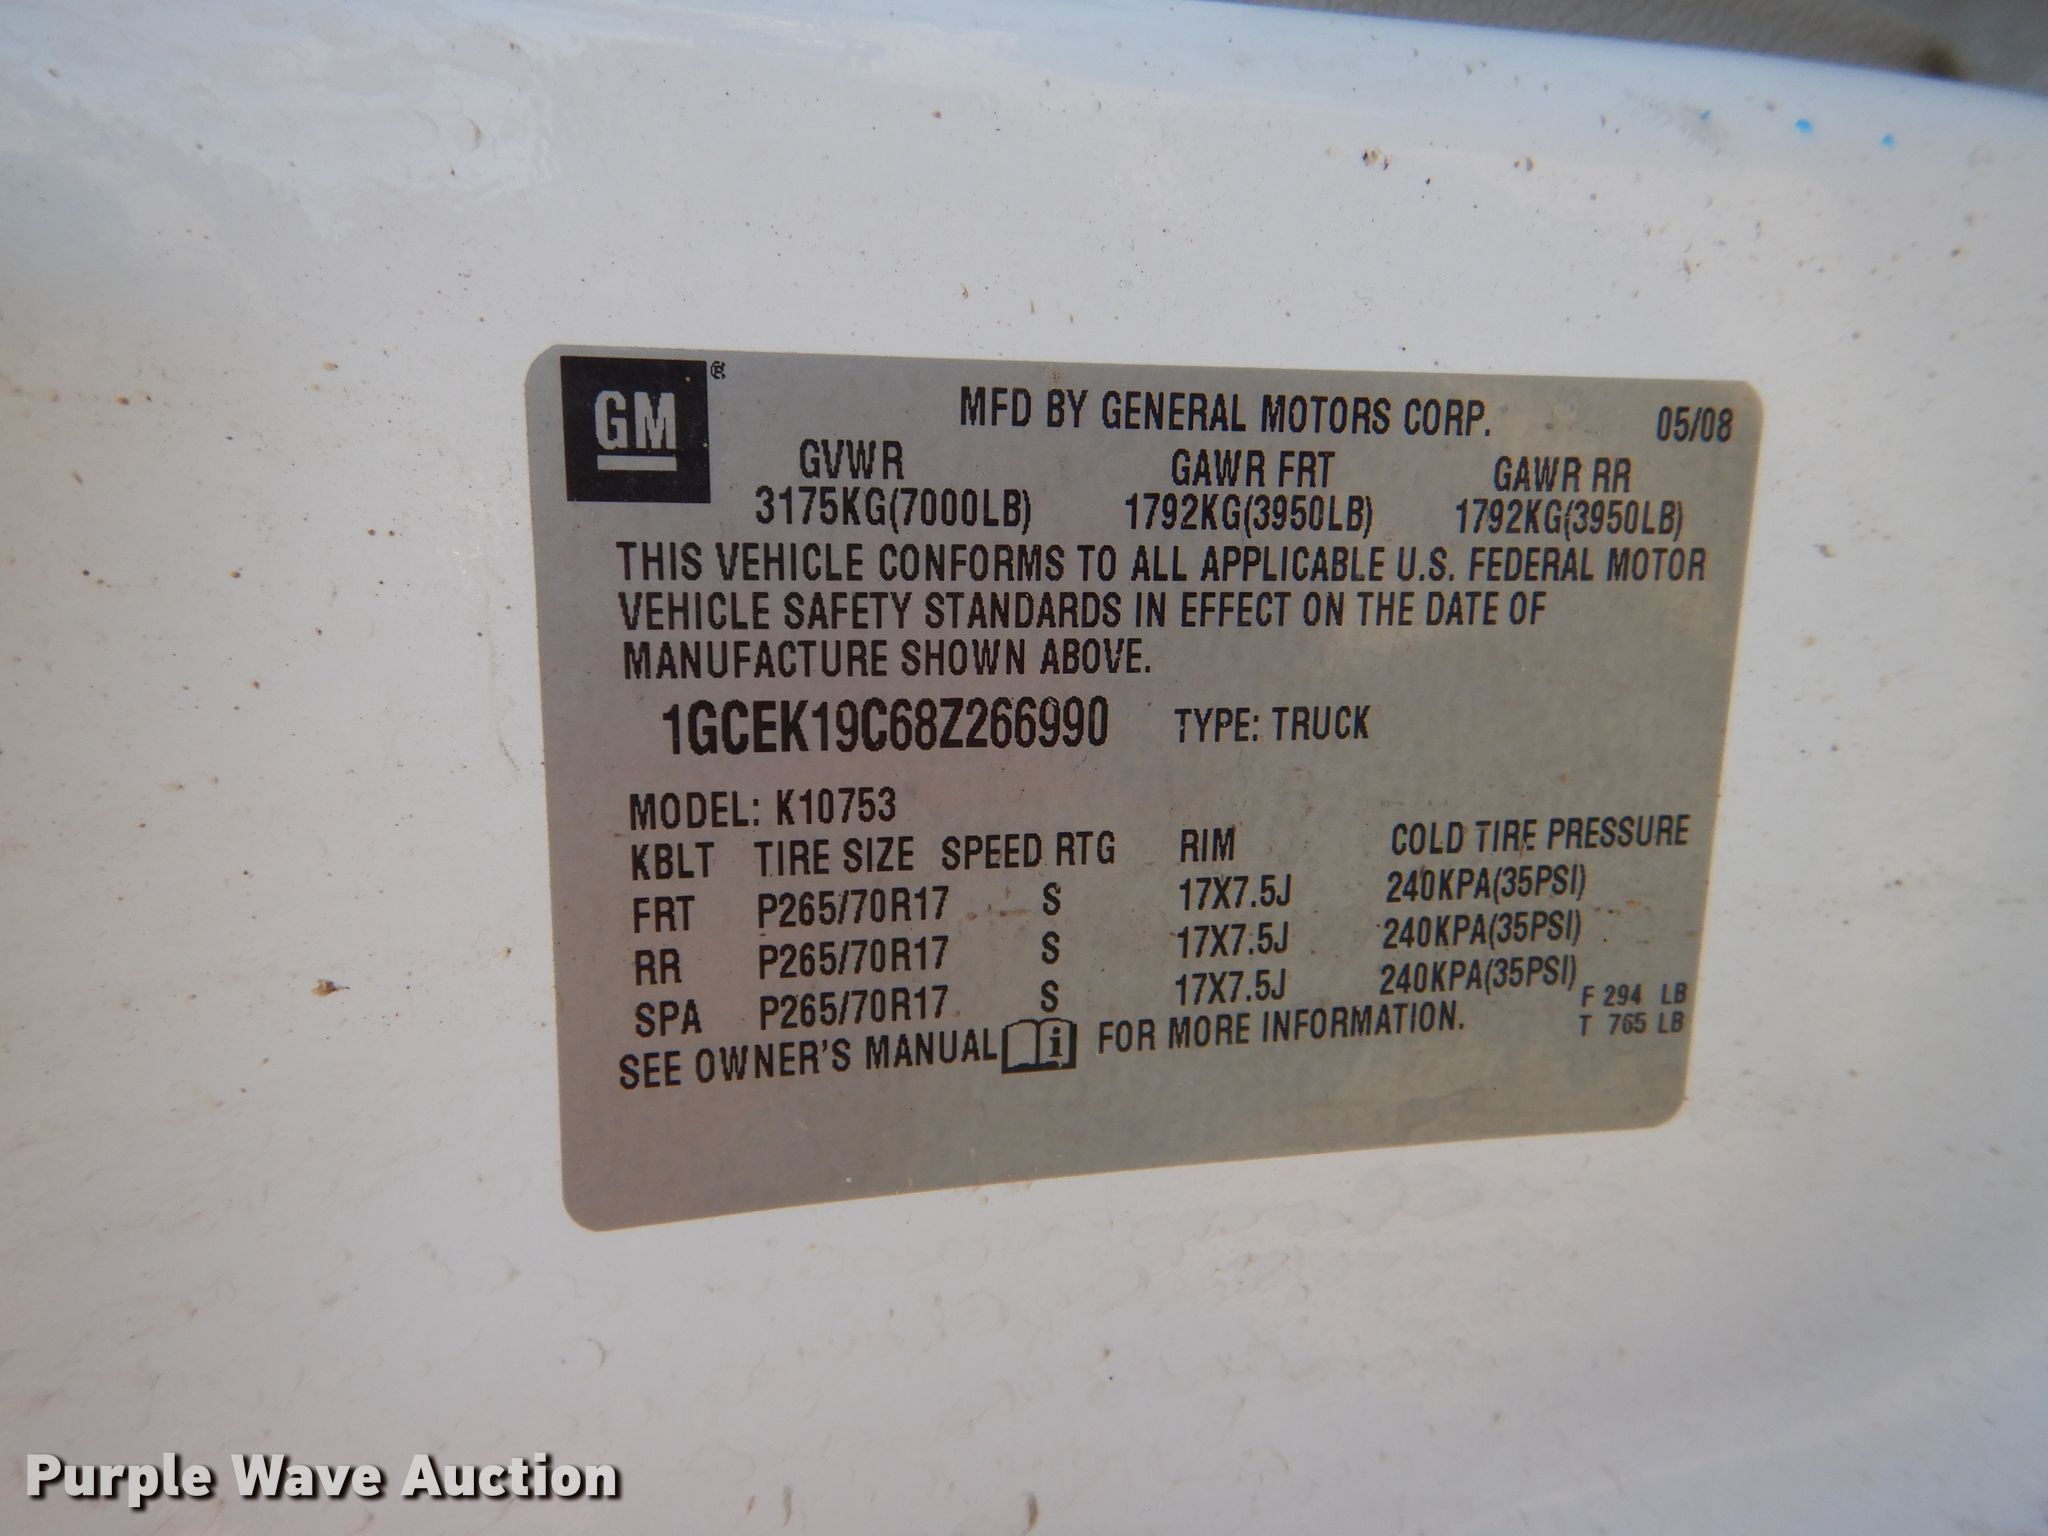 GM®
MFD BY GENERAL MOTORS CORP. 05/08
GVWR GAWR FRT GAWR RR
3175KG(7000LB) 1792KG(3950LB) 1792KG(3950LB)
THIS VEHICLE CONFORMS TO ALL APPLICABLE U.S. FEDERAL MOTOR
VEHICLE SAFETY STANDARDS IN EFFECT ON THE DATE OF
MANUFACTURE SHOWN ABOVE.
1GCEK19C68Z266990 TYPE: TRUCK
MODEL: K10753
KBLT TIRE SIZE SPEED RTG RIM COLD TIRE PRESSURE
FRT P265/70R17 S 17X7.5J 240KPA(35PSI)
RR P265/70R17 S 17X7.5J 240KPA(35PSI)
SPA P265/70R17 S 17X7.5J 240KPA(35PSI)
F 294 LB
T 765 LB
SEE OWNER'S MANUAL i FOR MORE INFORMATION.
Purple Wave Auction